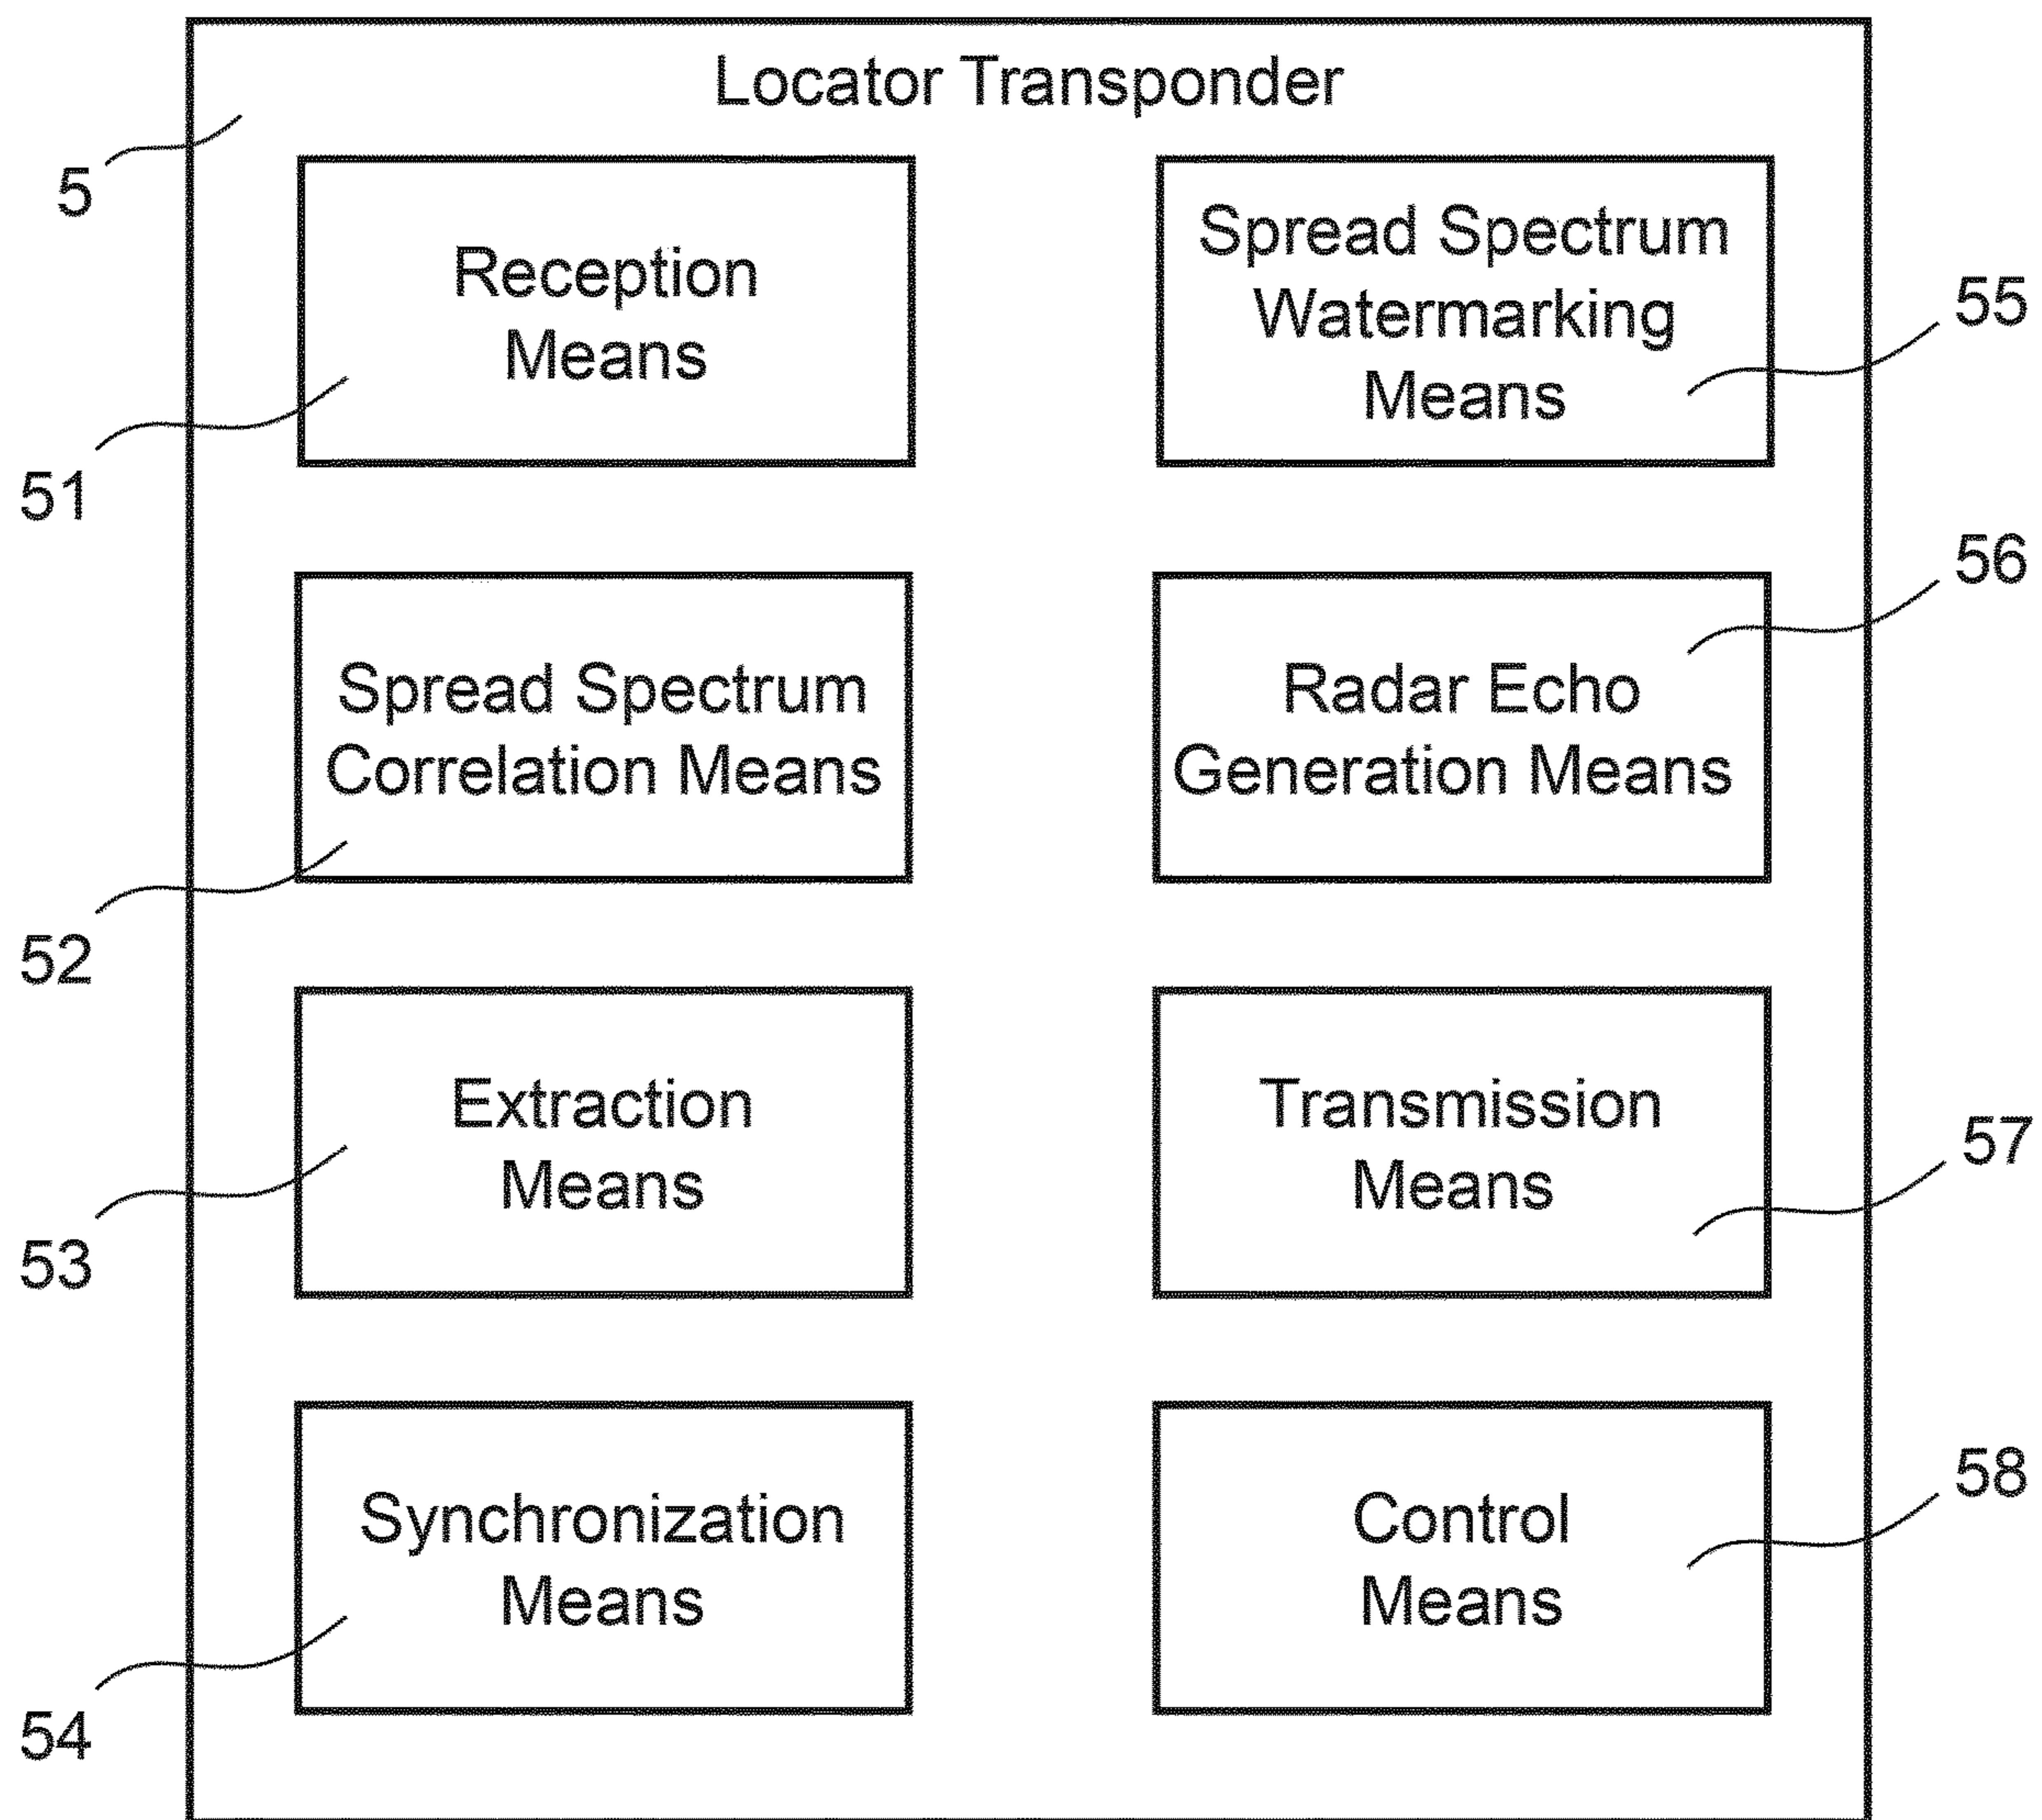 Locator Transponder
5
Reception
Means
51
Spread Spectrum
Watermarking
Means
55
Spread Spectrum
Correlation Means
52
Radar Echo
Generation Means
56
Extraction
Means
53
Transmission
Means
57
Synchronization
Means
54
Control
Means
58